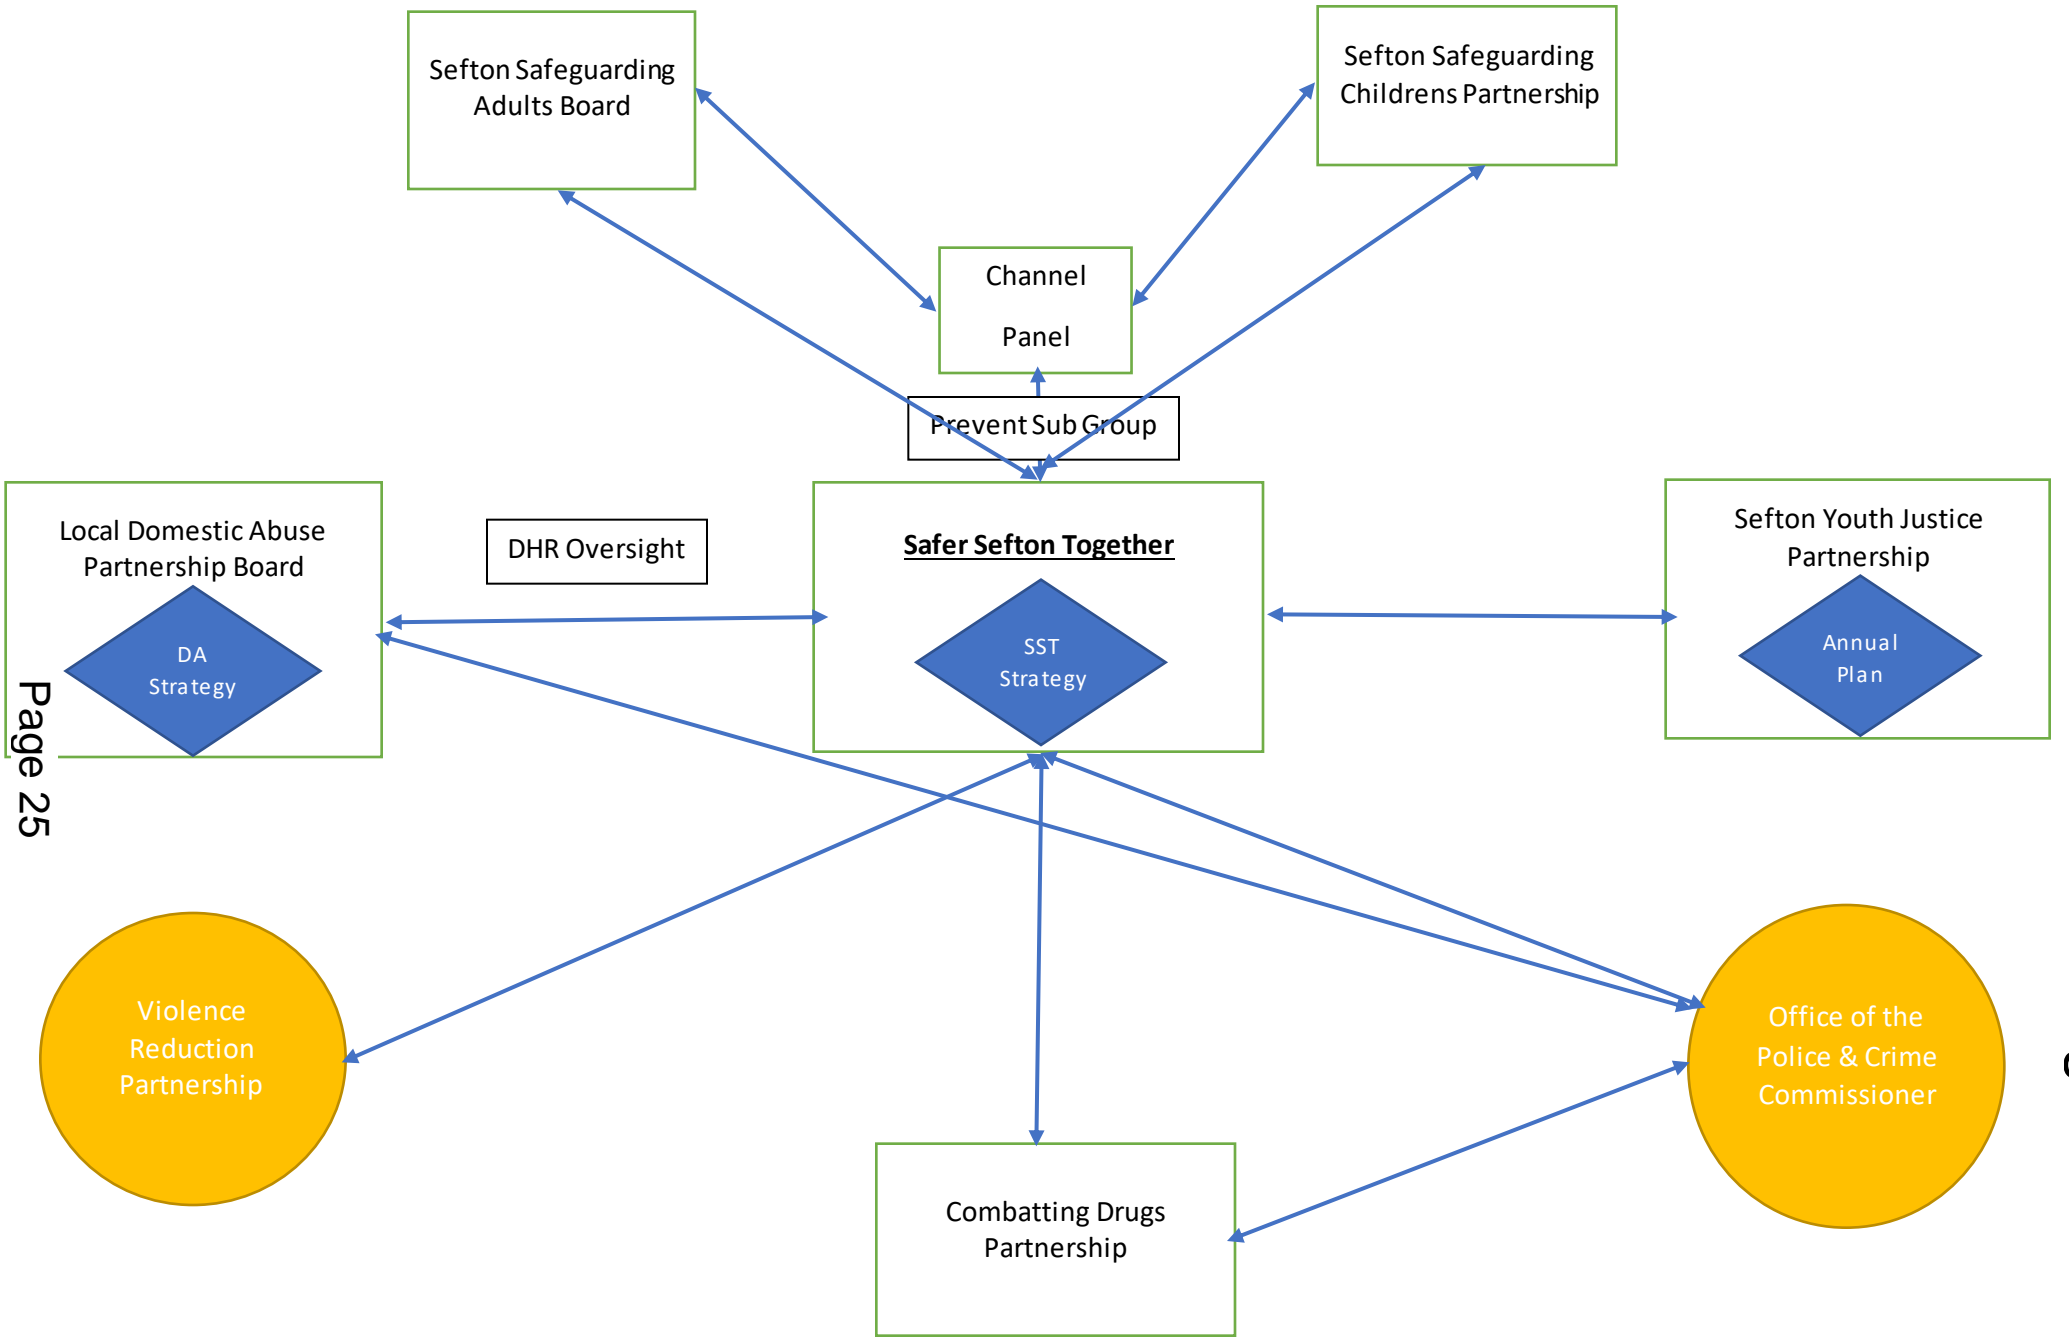 Sefton Safeguarding
Adults Board
Sefton Safeguarding
Childrens Partnership
Channel
Panel
Prevent Sub Group
Local Domestic Abuse
Partnership Board
DA
Strategy
DHR Oversight
Safer Sefton Together
SST
Strategy
Sefton Youth Justice
Partnership
Annual
Plan
Page 25
Violence
Reduction
Partnership
Office of the
Police & Crime
Commissioner
Combatting Drugs
Partnership